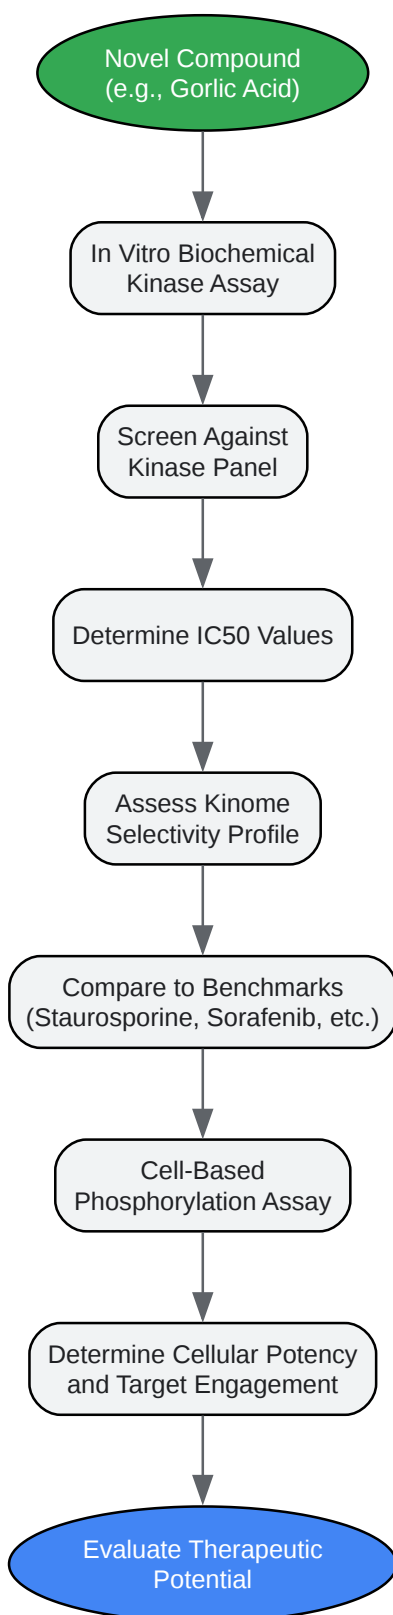 Novel Compound
(e.g., Gorlic Acid)
In Vitro Biochemical
Kinase Assay
Screen Against
Kinase Panel
Determine IC50 Values
Assess Kinome
Selectivity Profile
Compare to Benchmarks
(Staurosporine, Sorafenib, etc.)
Cell-Based
Phosphorylation Assay
Determine Cellular Potency
and Target Engagement
Evaluate Therapeutic
Potential